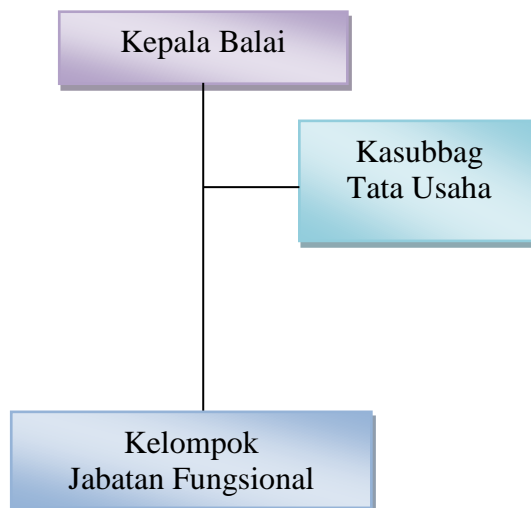 Kepala Balai
Kasubbag
Tata Usaha
Kelompok
Jabatan Fungsional